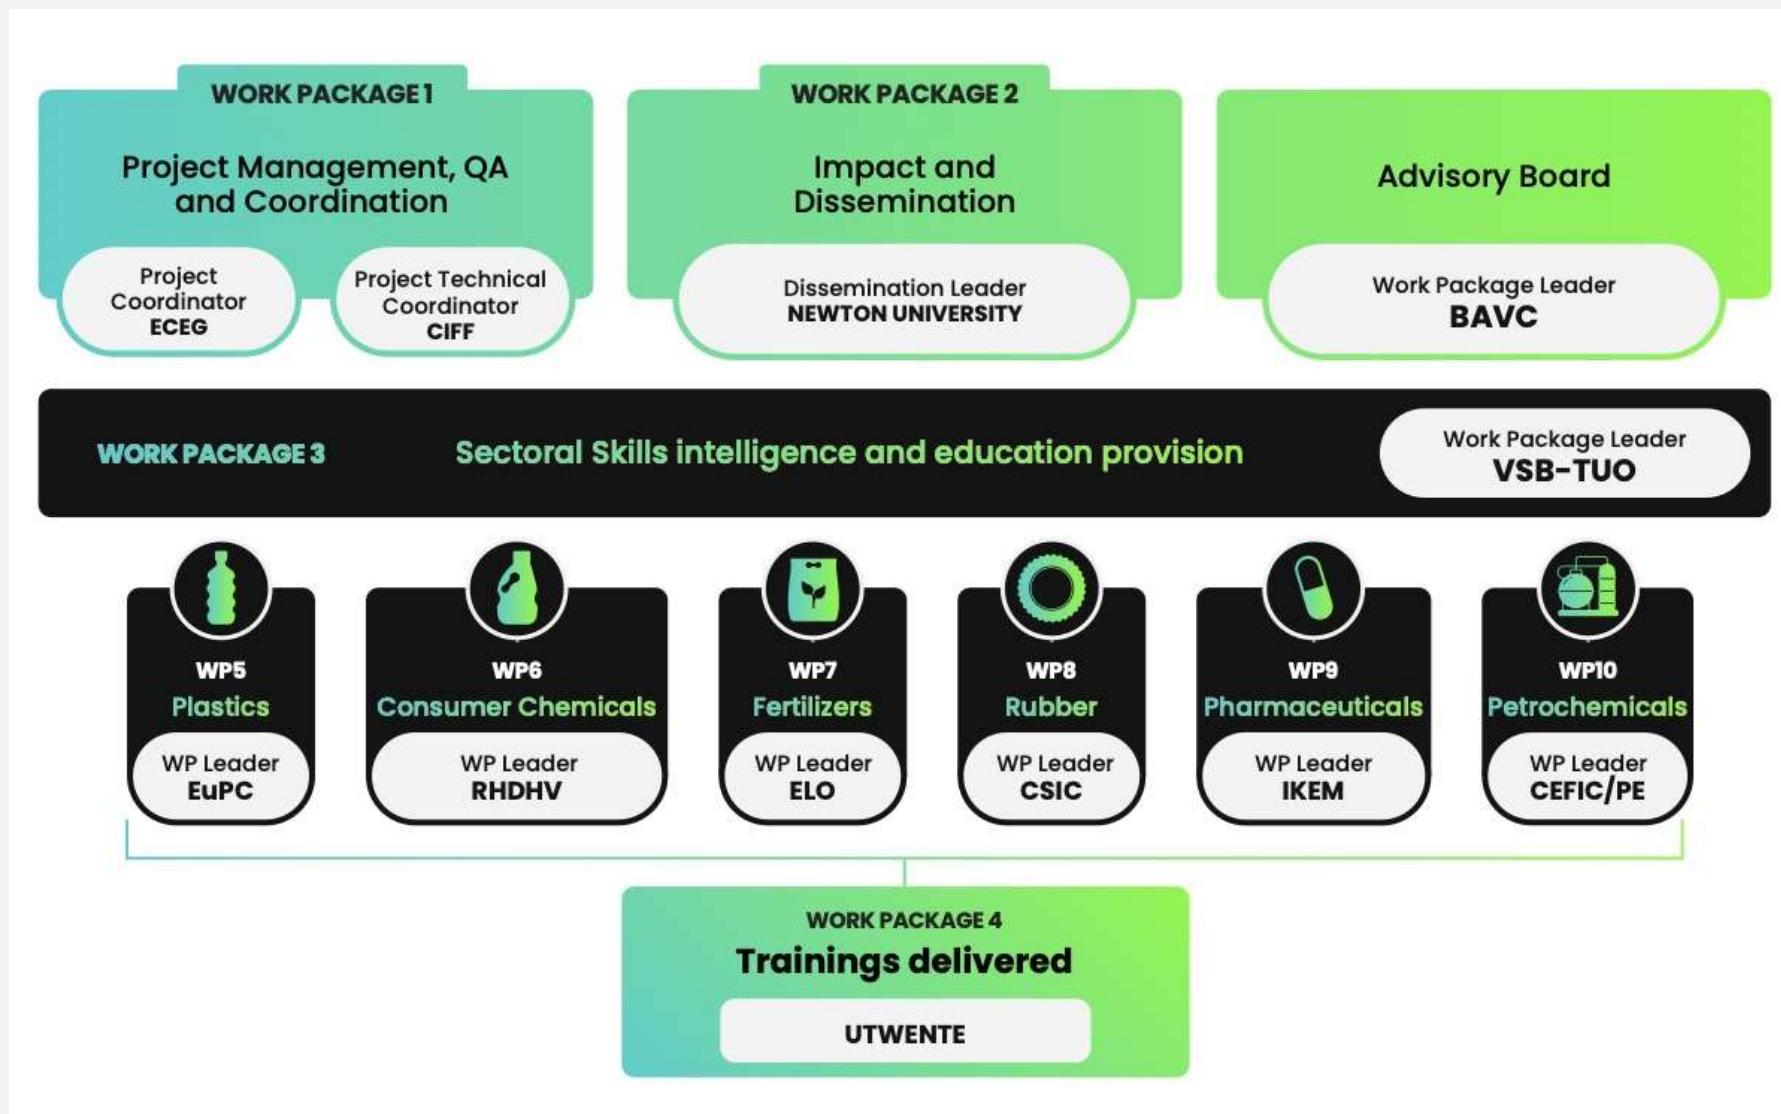 WORK PACKAGE 1
Project Management, QA
and Coordination
Project
Coordinator
ECEG
Project Technical
Coordinator
CIFF
WORK PACKAGE 2
Impact and
Dissemination
Dissemination Leader
NEWTON UNIVERSITY
Advisory Board
Work Package Leader
BAVC
WORK PACKAGE 3
Sectoral Skills intelligence and education provision
Work Package Leader
VSB-TUO
WP5
Plastics
WP Leader
EuPC
WP6
Consumer Chemicals
WP Leader
RHDHV
WP7
Fertilizers
WP Leader
ELO
WP8
Rubber
WP Leader
CSIC
WP9
Pharmaceuticals
WP Leader
IKEM
WP10
Petrochemicals
WP Leader
CEFIC/PE
WORK PACKAGE 4
Trainings delivered
UTWENTE